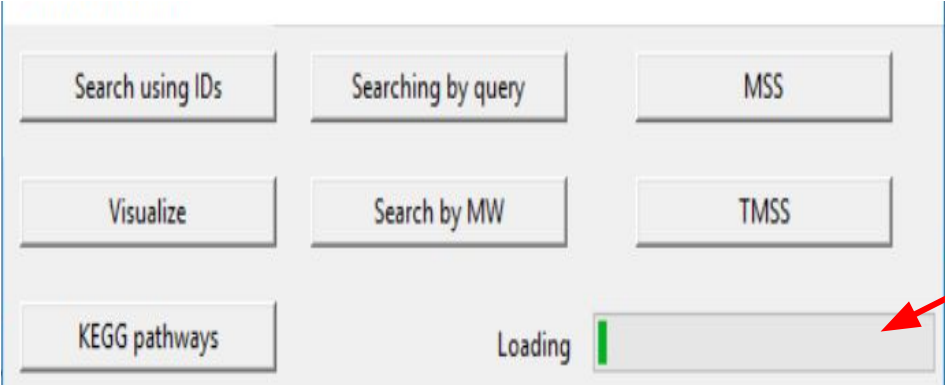 Search using IDs
Searching by query
MSS
Visualize
Search by MW
TMSS
KEGG pathways
Loading